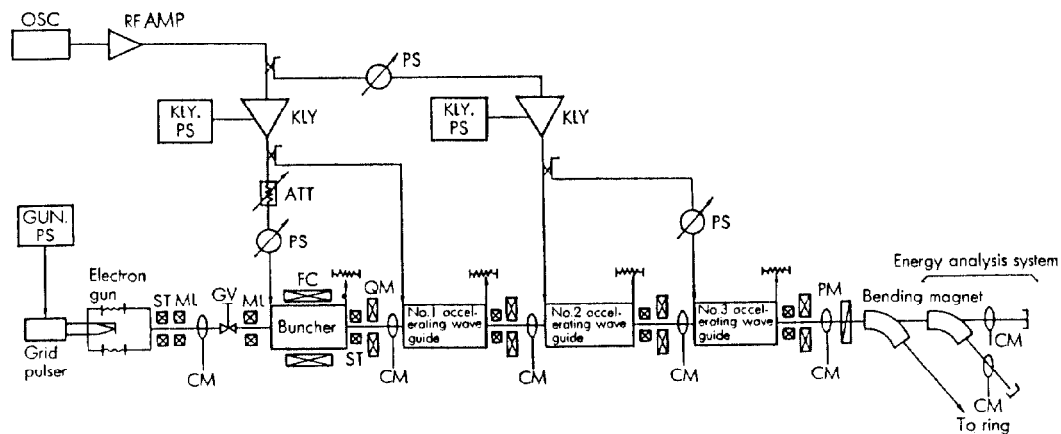 OSC
RF AMP
PS
KLY.
PS
KLY
KLY.
PS
KLY
ATT
GUN.
PS
PS
PS
Energy analysis system
Electron
gun
ST ML
GV
ML
FC
QM
PM
Bending magnet
Buncher
No.1 accel-
erating wave
guide
No.2 accel-
erating wave
guide
No.3 accel-
erating wave
guide
Grid
pulser
CM
ST
CM
CM
CM
CM
CM
CM
To ring